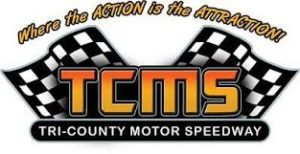 Where the ACTION is the ATTRACTION!
TCMS
TRI-COUNTY MOTOR SPEEDWAY